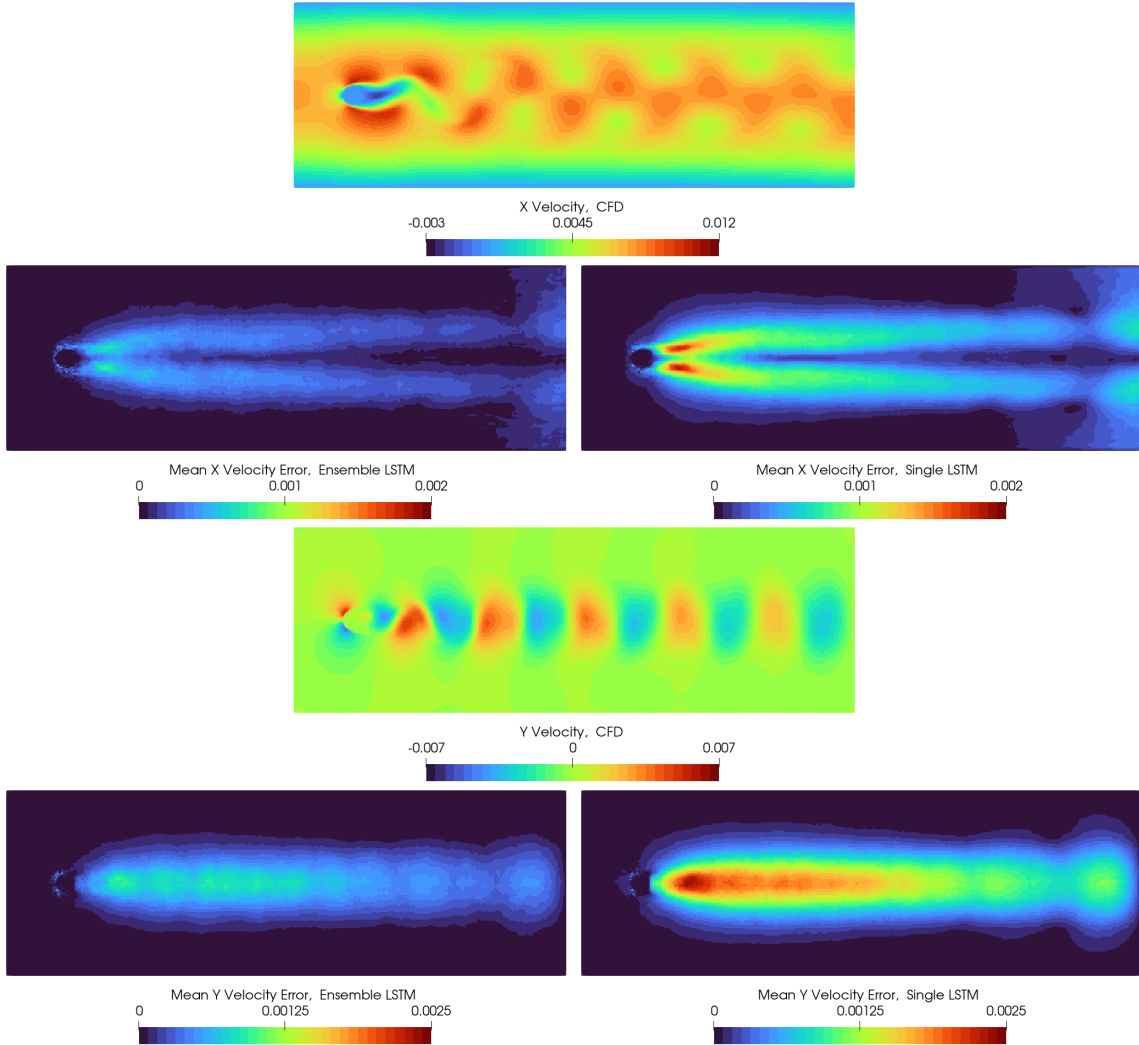 X Velocity, CFD
-0.003 0.0045 0.012
Mean X Velocity Error, Ensemble LSTM
0 0.001 0.002
Mean X Velocity Error, Single LSTM
0 0.001 0.002
Y Velocity, CFD
-0.007 0 0.007
Mean Y Velocity Error, Ensemble LSTM
0 0.00125 0.0025
Mean Y Velocity Error, Single LSTM
0 0.00125 0.0025